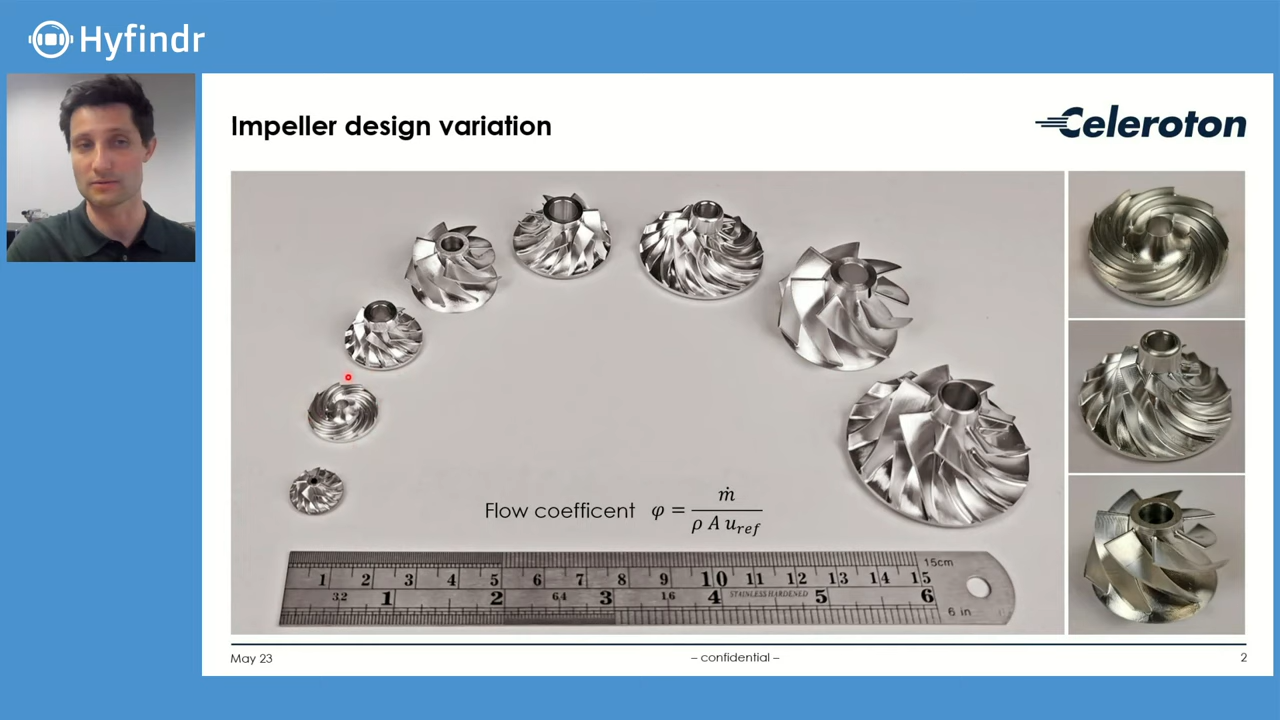 Hyfindr
Impeller design variation
Celeroton
Flow coefficent φ = ṁ / ρ A u_ref
15cm
1 2 3 4 5 6 7 8 9 10 11 12 13 14 15
32 1 2 64 3 16 4 STAINLESS HARDENED 5 6
6 in
May 23
– confidential –
2